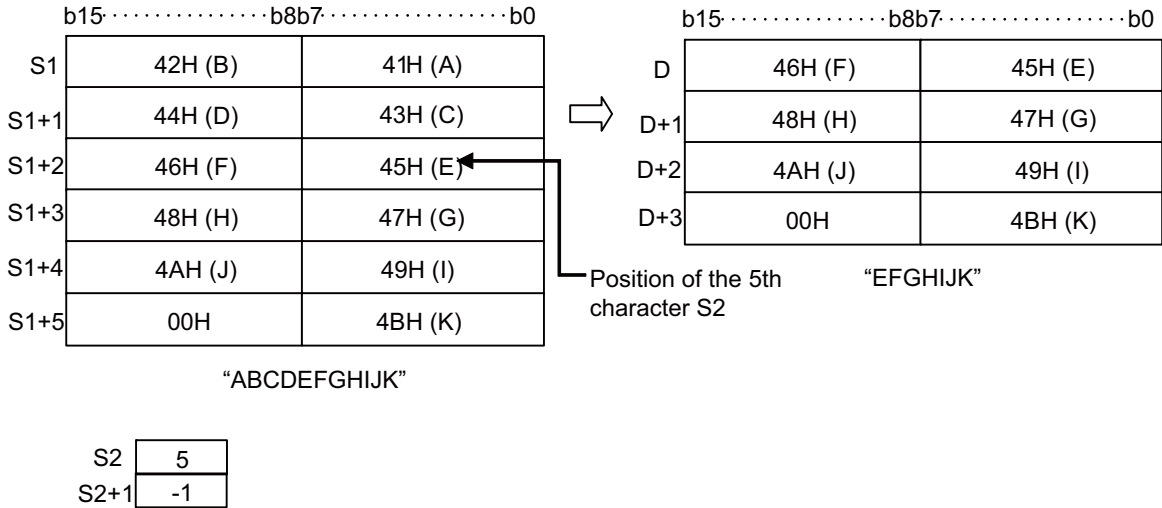 b15··················b8b7··················b0
S1 42H (B) 41H (A)
S1+1 44H (D) 43H (C)
S1+2 46H (F) 45H (E)
S1+3 48H (H) 47H (G)
S1+4 4AH (J) 49H (I)
S1+5 00H 4BH (K)
“ABCDEFGHIJK”
b15··················b8b7··················b0
D 46H (F) 45H (E)
D+1 48H (H) 47H (G)
D+2 4AH (J) 49H (I)
D+3 00H 4BH (K)
“EFGHIJK”
Position of the 5th
character S2
S2 5
S2+1 -1